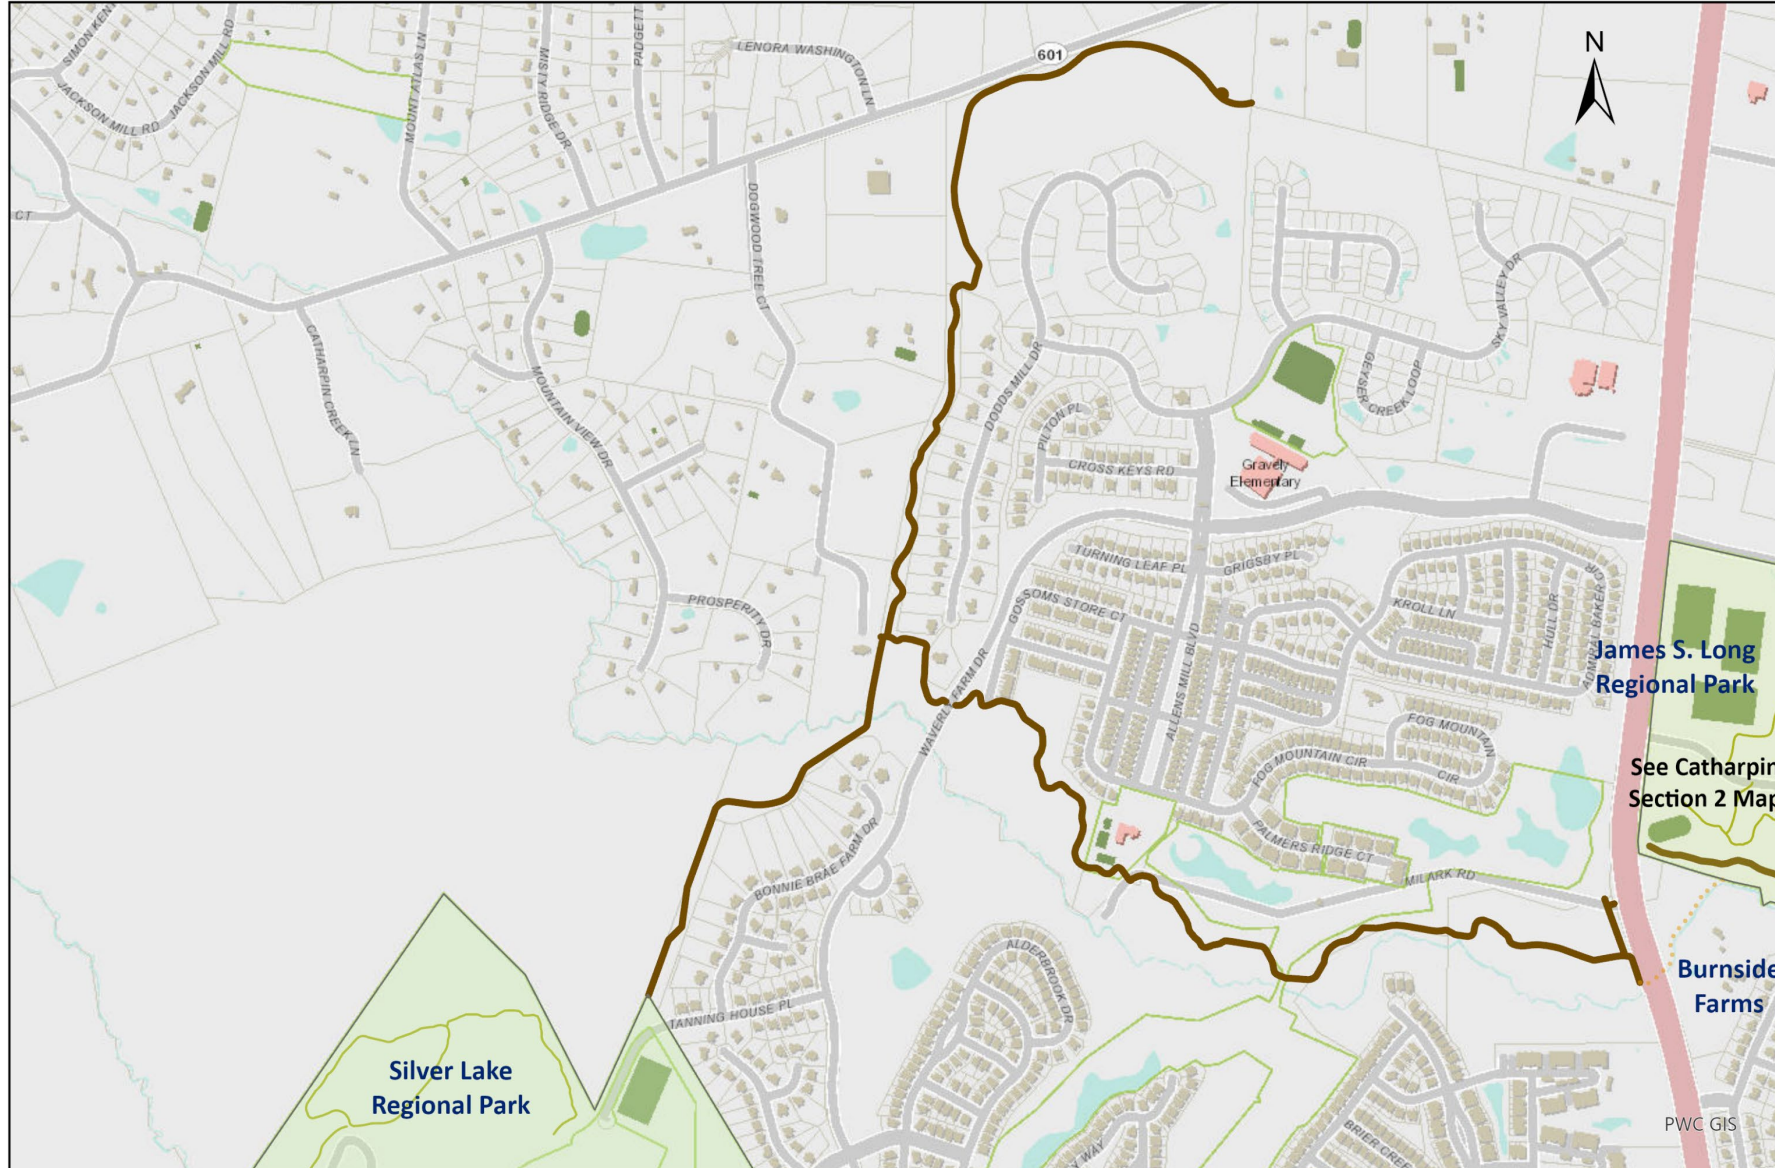 SIMON KEN
JACKSON MILL RD
JACKSON MILL RD
MOUNT ATLAS LN
MISTY RIDGE DR
PADGETT
LENORA WASHINGTON LN
601
N
CT
DOGWOOD TREE CT
CATHARPIN CREEK LN
MOUNTAIN VIEW DR
PROSPERITY DR
DODDS MILL DR
PILTON PL
CROSS KEYS RD
SKY VALLEY DR
GEYSER CREEK LOOP
Gravely
Elementary
TURNING LEAF PL
GRIGSBY PL
GOSSOMS STORE CT
KROLL LN
HULL DR
ADMIRAL BAKER CIR
ALLENS MILL BLVD
WAVERLY FARM DR
James S. Long
Regional Park
FOG MOUNTAIN
CIR
FOG MOUNTAIN CIR
See Catharpin
Section 2 Map
PALMERS RIDGE CT
MILARK RD
BONNIE BRAE FARM DR
ALDERBROOK DR
TANNING HOUSE PL
Burnside
Farms
Silver Lake
Regional Park
WAY
BRIER CREE
PWC GIS